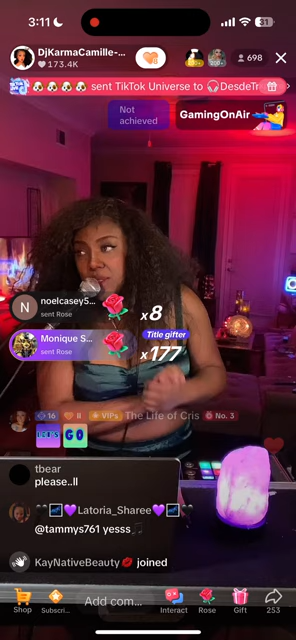 3:11
31
DjKarmaCamille-...
173.4K
698
sent TikTok Universe to 🎧DesdeTr
Not
achieved
GamingOnAir
N
noelcasey5...
sent Rose
x8
Title gifter
Monique S...
sent Rose
x177
16
11
VIPs
The Life of Cris
No. 3
LET'S GO
tbear
please..ll
🖤🌌💜Latoria_Sharee💜🌌🖤
@tammys761 yesss🎵
KayNativeBeauty💋 joined
Shop
Subscri...
Add com...
Interact
Rose
Gift
253